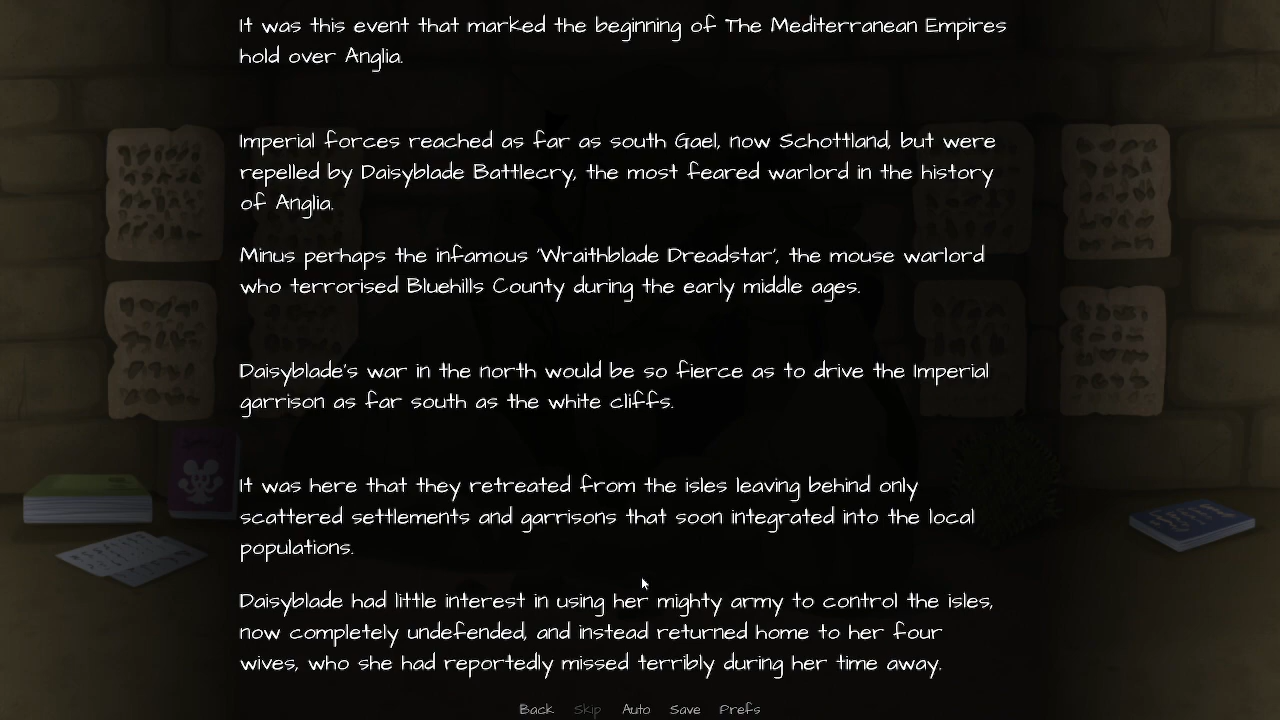 It was this event that marked the beginning of The Mediterranean Empires
hold over Anglia.
Imperial forces reached as far as south Gael, now Schottland, but were
repelled by Daisyblade Battlecry, the most feared warlord in the history
of Anglia.
Minus perhaps the infamous 'Wraithblade Dreadstar', the mouse warlord
who terrorised Bluehills County during the early middle ages.
Daisyblade's war in the north would be so fierce as to drive the Imperial
garrison as far south as the white cliffs.
It was here that they retreated from the isles leaving behind only
scattered settlements and garrisons that soon integrated into the local
populations.
Daisyblade had little interest in using her mighty army to control the isles,
now completely undefended, and instead returned home to her four
wives, who she had reportedly missed terribly during her time away.
Back Skip Auto Save Prefs